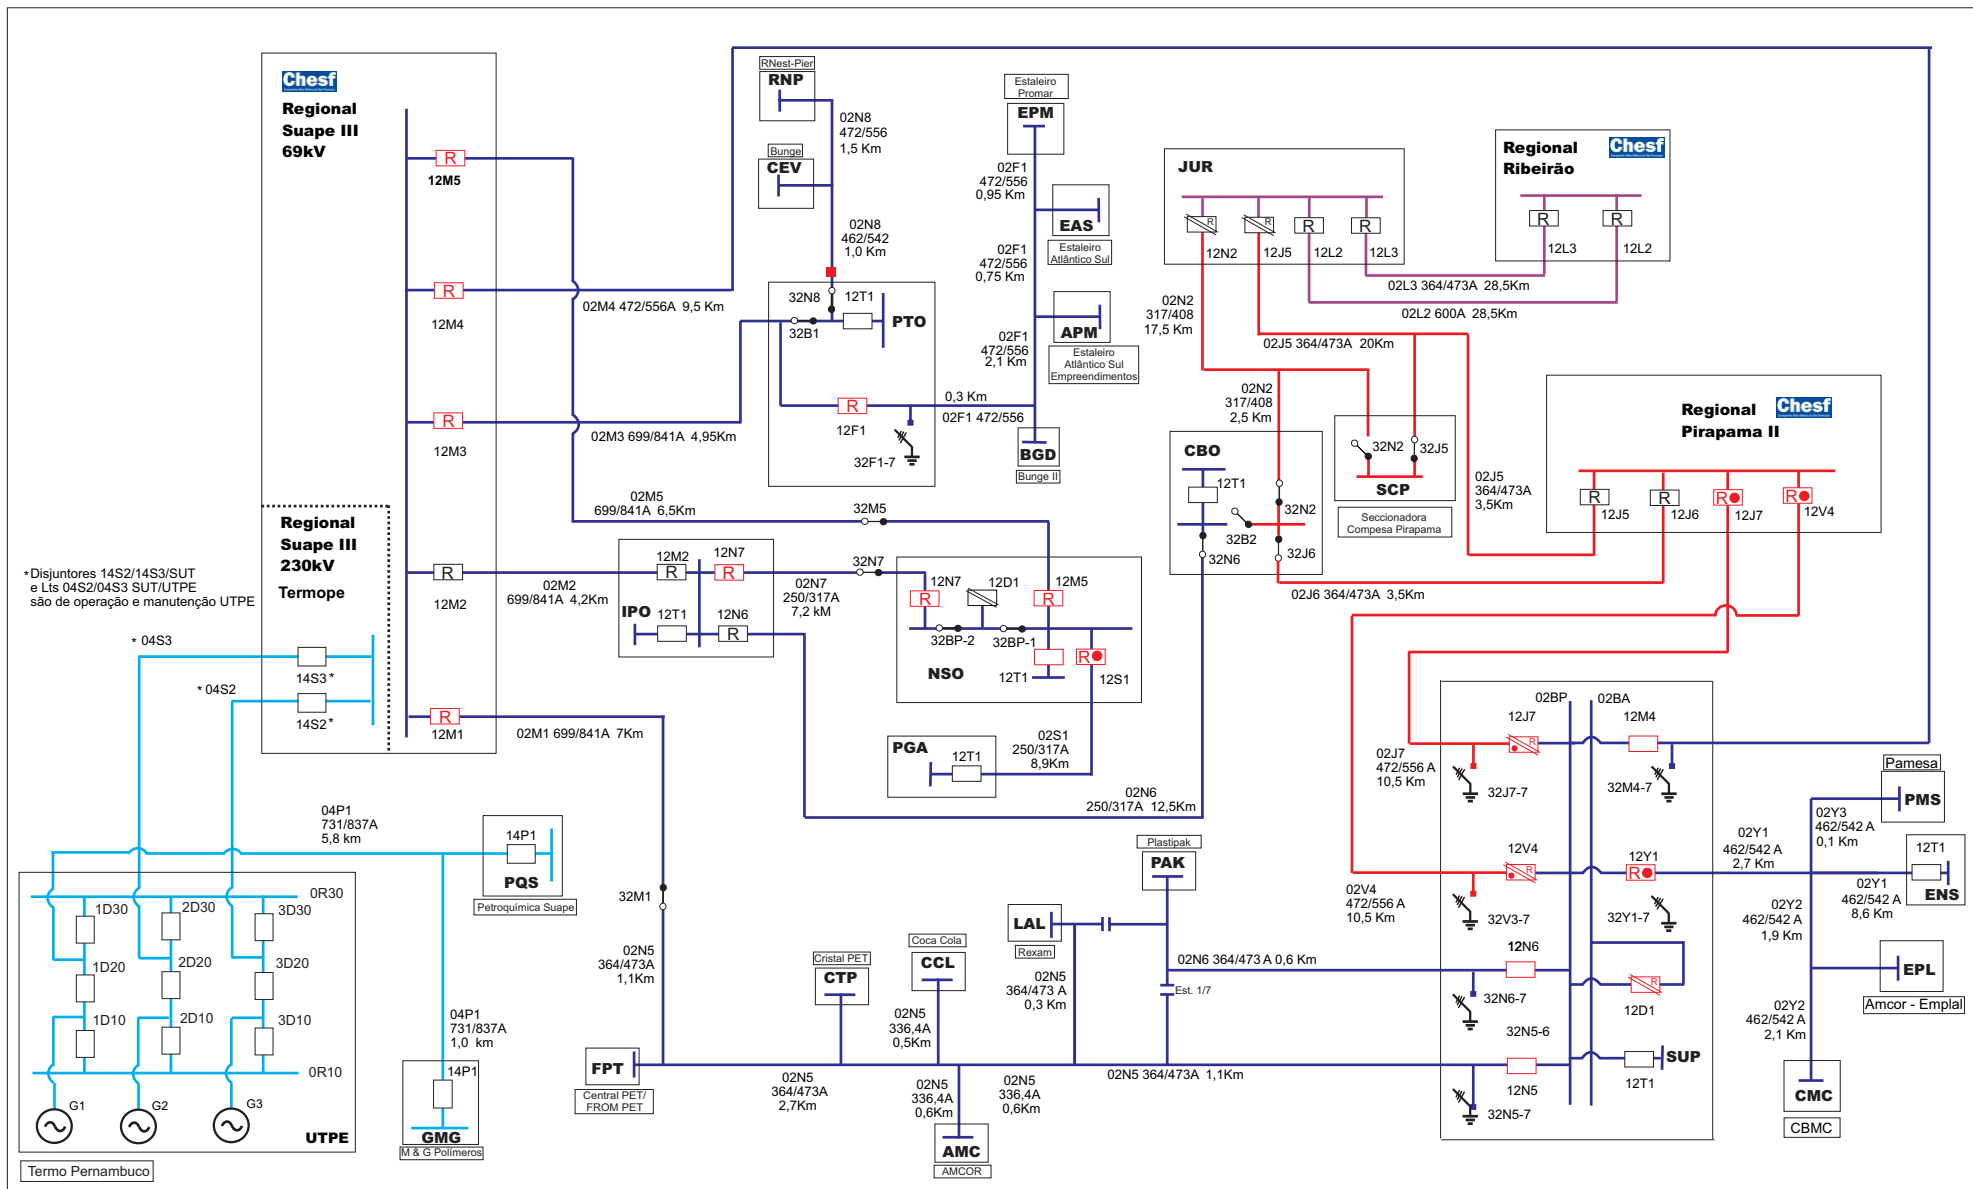 Chesf
Regional
Suape III
69kV
R
12M5
R
12M4
R
12M3
R
12M2
R
12M1
Regional
Suape III
230kV
Termope
*Disjuntores 14S2/14S3/SUT
e Lts 04S2/04S3 SUT/UTPE
são de operação e manutenção UTPE
* 04S3
14S3 *
* 04S2
14S2 *
02M4 472/556A 9,5 Km
02M3 699/841A 4,95Km
02M5
699/841A 6,5Km
02M2
699/841A 4,2Km
02M1 699/841A 7Km
RNest-Pier
RNP
Bunge
CEV
02N8
472/556
1,5 Km
02N8
462/542
1,0 Km
32N8
12T1
32B1
PTO
R
12F1
32F1-7
0,3 Km
02F1 472/556
Estaleiro
Promar
EPM
02F1
472/556
0,95 Km
EAS
Estaleiro
Atlântico Sul
02F1
472/556
0,75 Km
APM
Estaleiro
Atlântico Sul
Empreendimentos
02F1
472/556
2,1 Km
BGD
Bunge II
JUR
R
12N2
R
12J5
R
12L2
R
12L3
Regional
Ribeirão
Chesf
R
12L3
R
12L2
02L3 364/473A 28,5Km
02L2 600A 28,5Km
02N2
317/408
17,5 Km
02J5 364/473A 20Km
02N2
317/408
2,5 Km
32N2
32J5
SCP
Seccionadora
Compesa Pirapama
02J5
364/473A
3,5Km
Regional
Pirapama II
Chesf
R
12J5
R
12J6
R
12J7
R
12V4
CBO
12T1
32N2
32B2
32N6
32J6
02J6 364/473A 3,5Km
32M5
12M2
R
12N7
R
IPO
12T1
12N6
R
02N7
250/317A
7,2 kM
32N7
12N7
R
12D1
12M5
R
32BP-2
32BP-1
NSO
12T1
R
12S1
PGA
12T1
02S1
250/317A
8,9Km
02N6
250/317A 12,5Km
04P1
731/837A
5,8 km
14P1
PQS
Petroquímica Suape
0R30
1D30
2D30
3D30
1D20
2D20
3D20
1D10
2D10
3D10
0R10
G1
G2
G3
UTPE
Termo Pernambuco
04P1
731/837A
1,0 km
14P1
GMG
M & G Polímeros
32M1
02N5
364/473A
1,1Km
FPT
Central PET/
FROM PET
Cristal PET
CTP
02N5
364/473A
2,7Km
Coca Cola
CCL
02N5
336,4A
0,5Km
02N5
336,4A
0,6Km
AMC
AMCOR
02N5
336,4A
0,6Km
LAL
Rexam
02N5
364/473 A
0,3 Km
Plastipak
PAK
Est. 1/7
02N6 364/473 A 0,6 Km
02N5 364/473A 1,1Km
02BP
02BA
12J7
R
12M4
02J7
472/556 A
10,5 Km
32J7-7
32M4-7
12V4
R
12Y1
R
02V4
472/556 A
10,5 Km
32V3-7
32Y1-7
12N6
32N6-7
R
12D1
32N5-6
12N5
32N5-7
12T1
SUP
02Y1
462/542 A
2,7 Km
Pamesa
PMS
02Y3
462/542 A
0,1 Km
12T1
ENS
02Y1
462/542 A
8,6 Km
02Y2
462/542 A
1,9 Km
EPL
Amcor - Emplal
02Y2
462/542 A
2,1 Km
CMC
CBMC